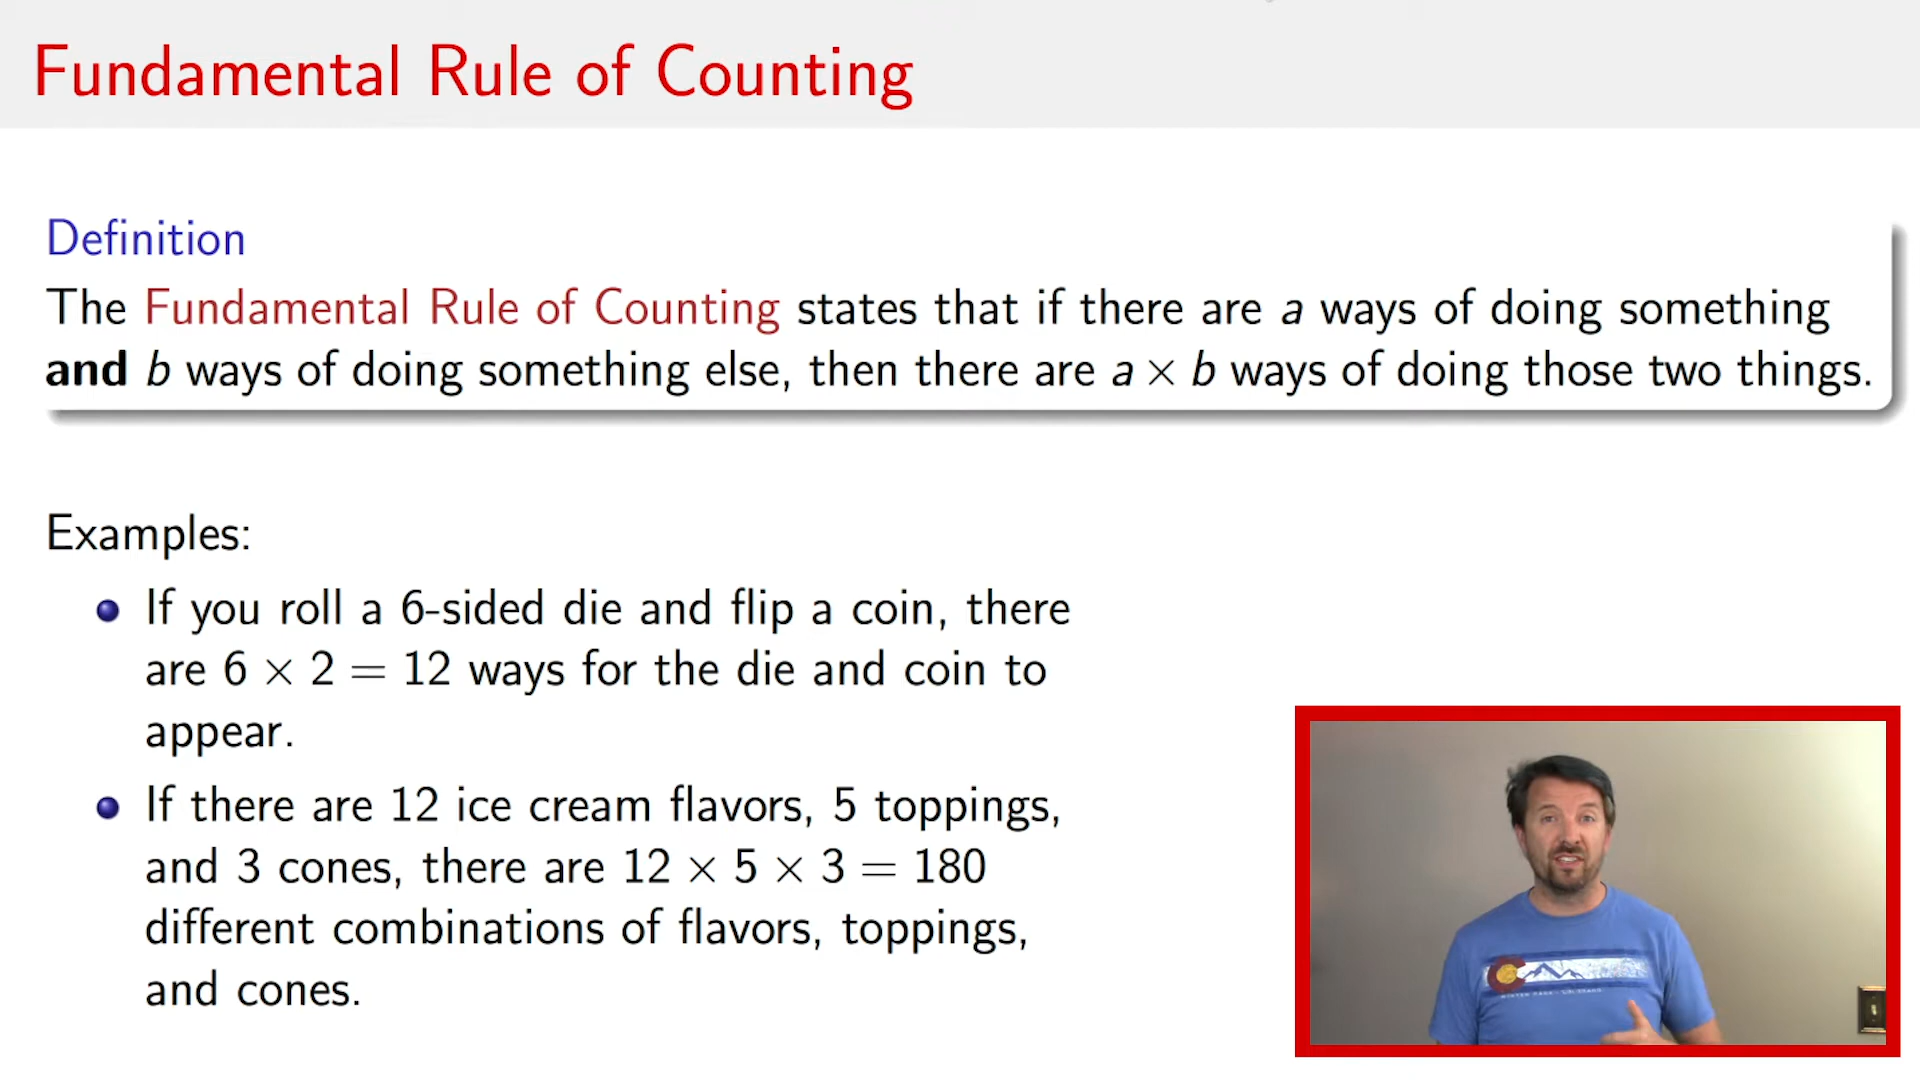 Fundamental Rule of Counting
Definition
The Fundamental Rule of Counting states that if there are a ways of doing something
and b ways of doing something else, then there are a × b ways of doing those two things.
Examples:
If you roll a 6-sided die and flip a coin, there
are 6 × 2 = 12 ways for the die and coin to
appear.
If there are 12 ice cream flavors, 5 toppings,
and 3 cones, there are 12 × 5 × 3 = 180
different combinations of flavors, toppings,
and cones.